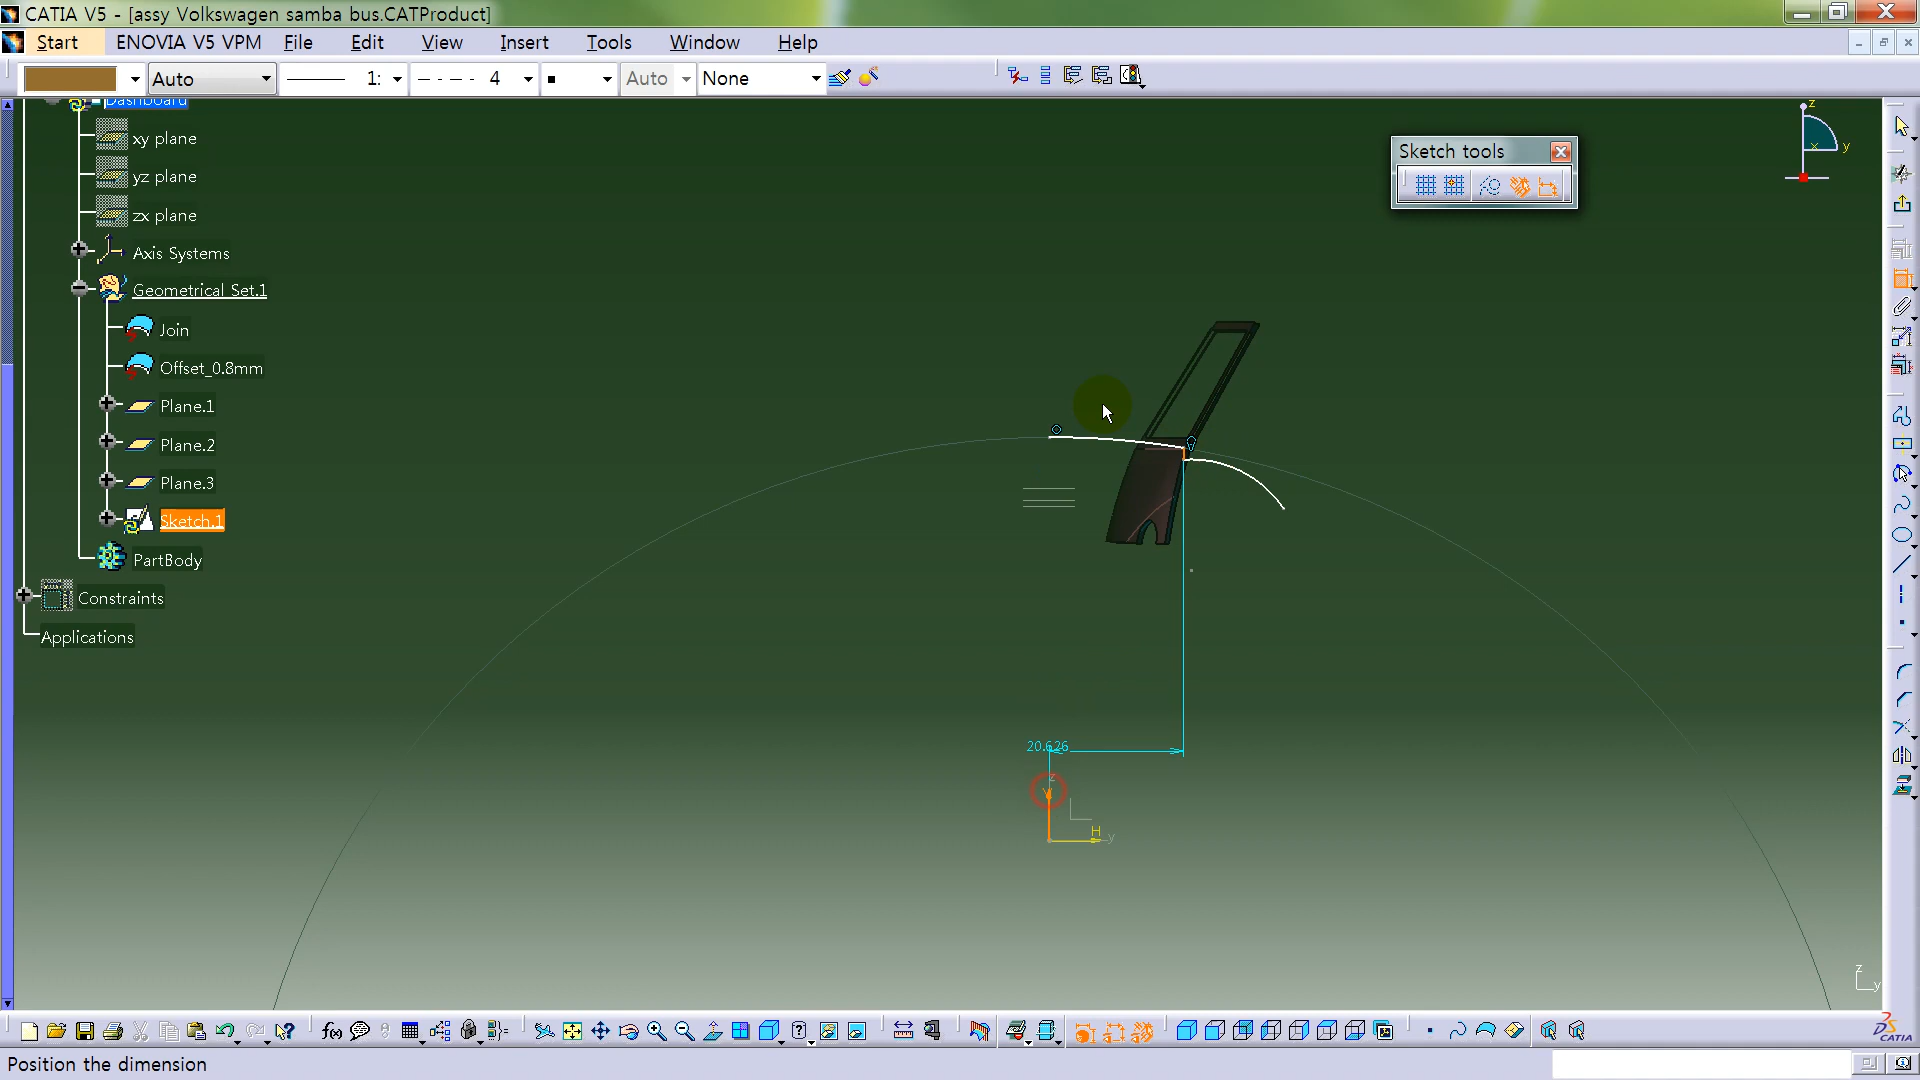 CATIA V5 - [assy Volkswagen samba bus.CATProduct]
Start ENOVIA V5 VPM File Edit View Insert Tools Window Help
Auto 1: 4 Auto None
Dashboard
xy plane
yz plane
zx plane
Axis Systems
Geometrical Set.1
Join
Offset_0.8mm
Plane.1
Plane.2
Plane.3
Sketch.1
PartBody
Constraints
Applications
Sketch tools
z
x
y
20.626
z
V
H
y
z
y
f(x)
CATIA
Position the dimension